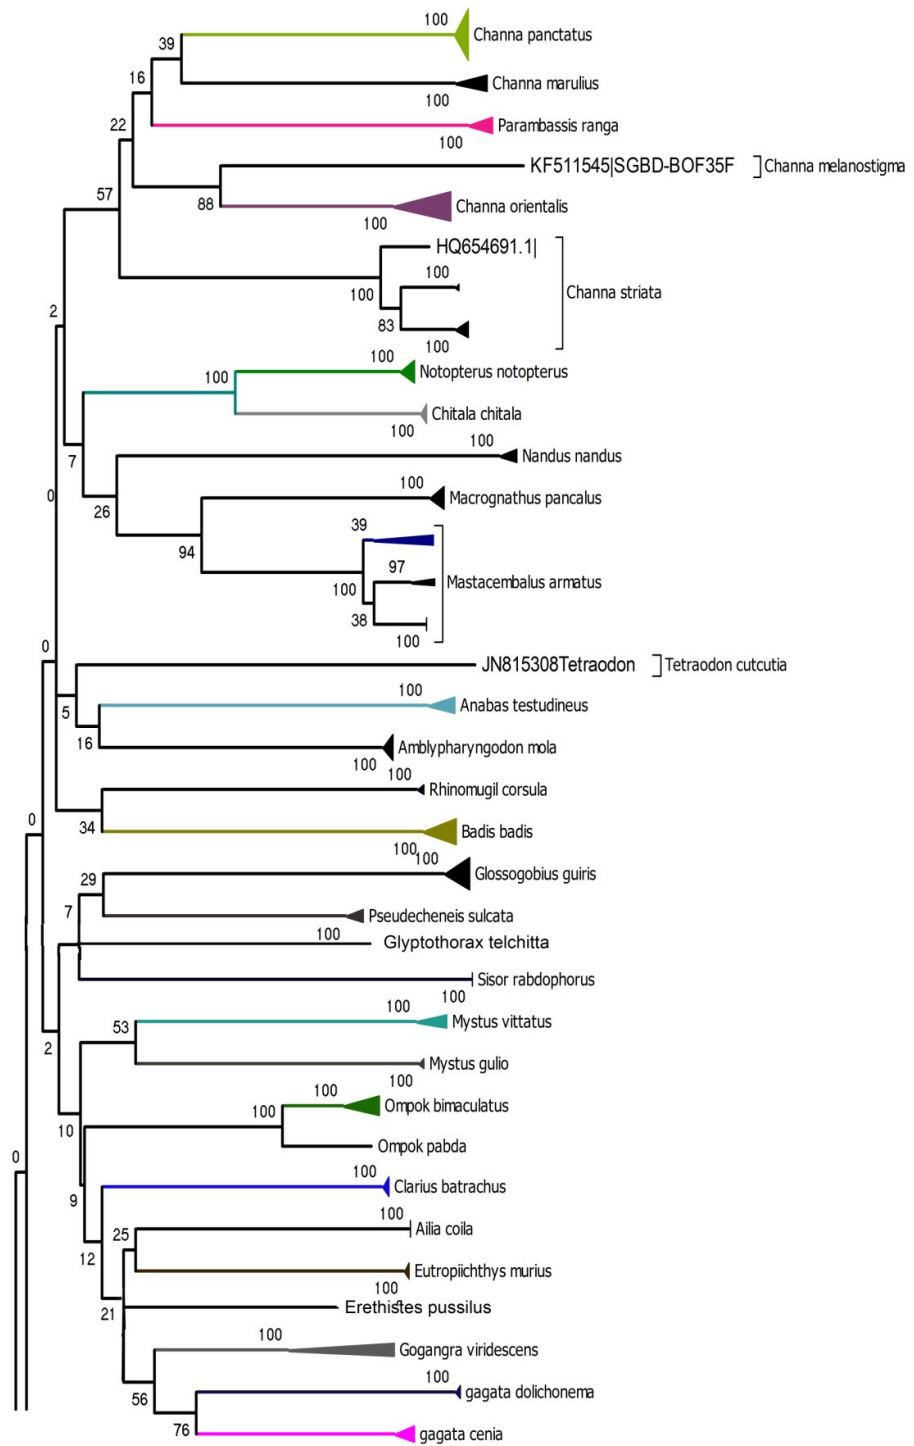 100
Channa panctatus
39
16
Channa marulius
100
22
Parambassis ranga
100
KF511545|SGBD-BOF35F
Channa melanostigma
57
88
Channa orientalis
100
HQ654691.1|
100
100
Channa striata
83
100
2
100
Notopterus notopterus
100
Chitala chitala
100
100
Nandus nandus
7
100
Macrognathus pancalus
0
26
39
94
97
Mastacembalus armatus
100
38
100
0
JN815308Tetraodon
Tetraodon cutcutia
100
Anabas testudineus
5
16
Amblypharyngodon mola
100
100
Rhinomugil corsula
0
34
Badis badis
100
100
Glossogobius guiris
29
7
Pseudecheneis sulcata
100
Glyptothorax telchitta
Sisor rabdophorus
100
100
Mystus vittatus
53
2
Mystus gulio
100
100
Ompok bimaculatus
100
10
Ompok pabda
0
100
Clarius batrachus
9
100
Ailia coila
25
12
Eutropiichthys murius
100
Erethistes pussilus
21
100
Gogangra viridescens
100
gagata dolichonema
56
76
gagata cenia